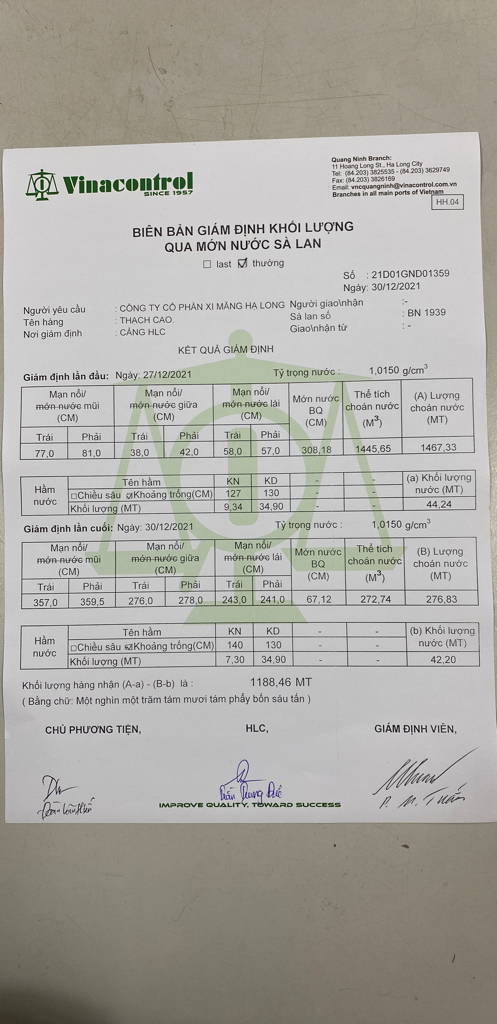 Vinacontrol
SINCE 1957
Quang Ninh Branch:
11 Hoang Long St., Ha Long City
Tel: (84.203) 3825535 - (84.203) 3629749
Fax: (84.203) 3826169
Email: vncquangninh@vinacontrol.com.vn
Branches in all main ports of Vietnam
HH.04
BIÊN BẢN GIÁM ĐỊNH KHỐI LƯỢNG
QUA MỚN NƯỚC SÀ LAN
last thường
Số : 21D01GND01359
Ngày: 30/12/2021
Người yêu cầu : CÔNG TY CỔ PHẦN XI MĂNG HẠ LONG Người giao\nhận :-
Tên hàng : THẠCH CAO. Sà lan số : BN 1939
Nơi giám định : CẢNG HLC Giao\nhận từ : -
KẾT QUẢ GIÁM ĐỊNH
Giám định lần đầu: Ngày: 27/12/2021 Tỷ trọng nước : 1,0150 g/cm3
Mạn nổi/ mớn nước mũi (CM) Mạn nổi/ mớn nước giữa (CM) Mạn nổi/ mớn nước lái (CM) Mớn nước BQ (CM) Thể tích choán nước (M3) (A) Lượng choán nước (MT)
Trái Phải Trái Phải Trái Phải
77,0 81,0 38,0 42,0 58,0 57,0 308,18 1445,65 1467,33
Hầm nước Tên hầm KN KD - - (a) Khối lượng nước (MT)
Chiều sâu Khoảng trống(CM) 127 130 - -
Khối lượng (MT) 9,34 34,90 - - 44,24
Giám định lần cuối: Ngày: 30/12/2021 Tỷ trọng nước : 1,0150 g/cm3
Mạn nổi/ mớn nước mũi (CM) Mạn nổi/ mớn nước giữa (CM) Mạn nổi/ mớn nước lái (CM) Mớn nước BQ (CM) Thể tích choán nước (M3) (B) Lượng choán nước (MT)
Trái Phải Trái Phải Trái Phải
357,0 359,5 276,0 278,0 243,0 241,0 67,12 272,74 276,83
Hầm nước Tên hầm KN KD - - (b) Khối lượng nước (MT)
Chiều sâu Khoảng trống(CM) 140 130 - -
Khối lượng (MT) 7,30 34,90 - - 42,20
Khối lượng hàng nhận (A-a) - (B-b) là : 1188,46 MT
( Bằng chữ: Một nghìn một trăm tám mươi tám phẩy bốn sáu tấn )
CHỦ PHƯƠNG TIỆN, HLC, GIÁM ĐỊNH VIÊN,
P. M. Tuấn
IMPROVE QUALITY, TOWARD SUCCESS